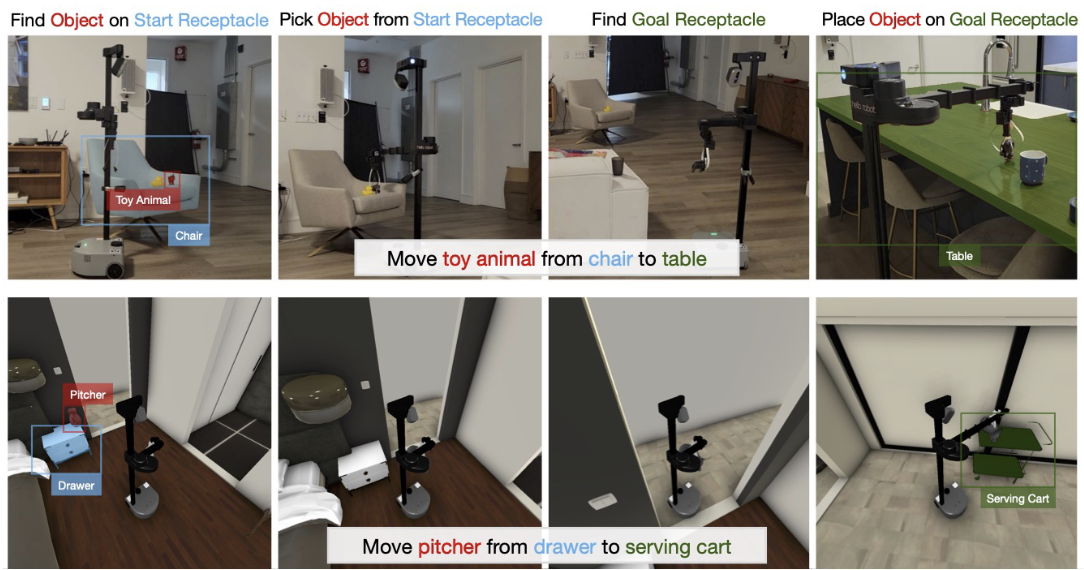 Find Object on Start Receptacle
Pick Object from Start Receptacle
Find Goal Receptacle
Place Object on Goal Receptacle
Toy Animal
Chair
hello robot
Table
Move toy animal from chair to table
Pitcher
Drawer
Serving Cart
Move pitcher from drawer to serving cart